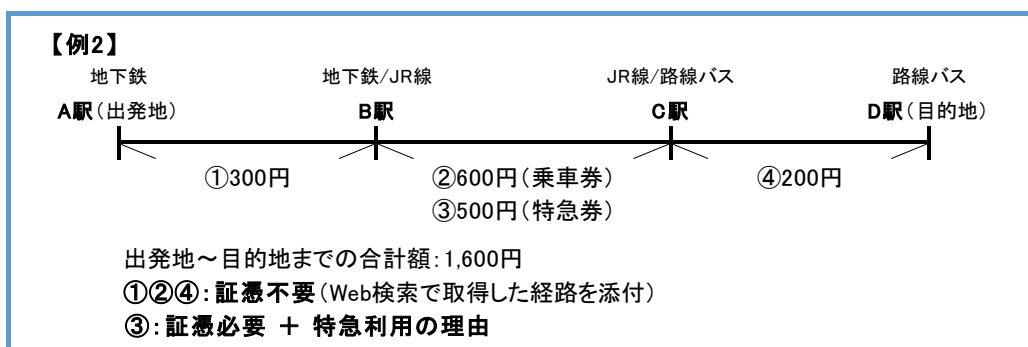 【例2】
地下鉄 地下鉄/JR線 JR線/路線バス 路線バス
A駅(出発地) B駅 C駅 D駅(目的地)
①300円 ②600円(乗車券) ④200円
③500円(特急券)
出発地~目的地までの合計額:1,600円
①②④:証憑不要(Web検索で取得した経路を添付)
③:証憑必要 + 特急利用の理由